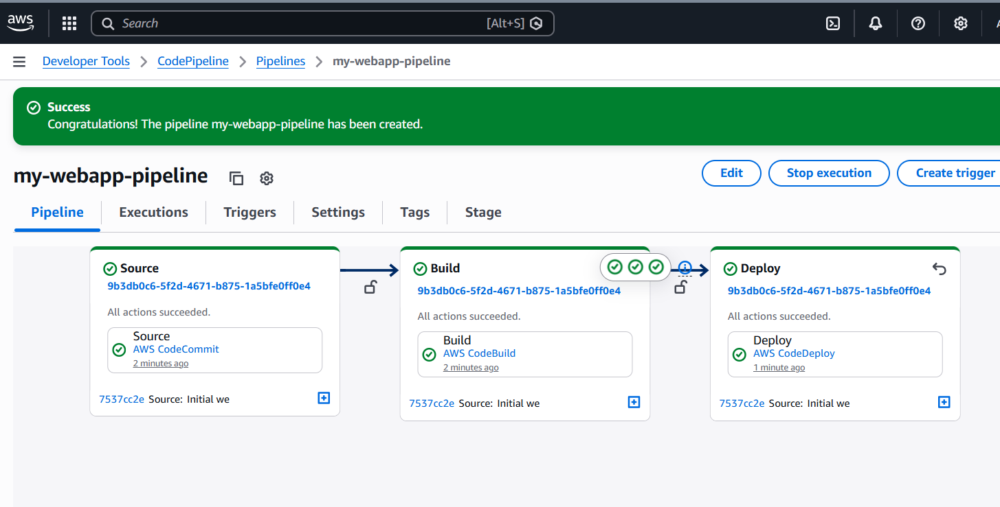 aws
Search [Alt+S]
Developer Tools CodePipeline Pipelines my-webapp-pipeline
Success
Congratulations! The pipeline my-webapp-pipeline has been created.
my-webapp-pipeline
Edit Stop execution Create trigger
Pipeline Executions Triggers Settings Tags Stage
Source
9b3db0c6-5f2d-4671-b875-1a5bfe0ff0e4
All actions succeeded.
Source
AWS CodeCommit
2 minutes ago
7537cc2e Source: Initial we
Build
9b3db0c6-5f2d-4671-b875-1a5bfe0ff0e4
All actions succeeded.
Build
AWS CodeBuild
2 minutes ago
7537cc2e Source: Initial we
Deploy
9b3db0c6-5f2d-4671-b875-1a5bfe0ff0e4
All actions succeeded.
Deploy
AWS CodeDeploy
1 minute ago
7537cc2e Source: Initial we